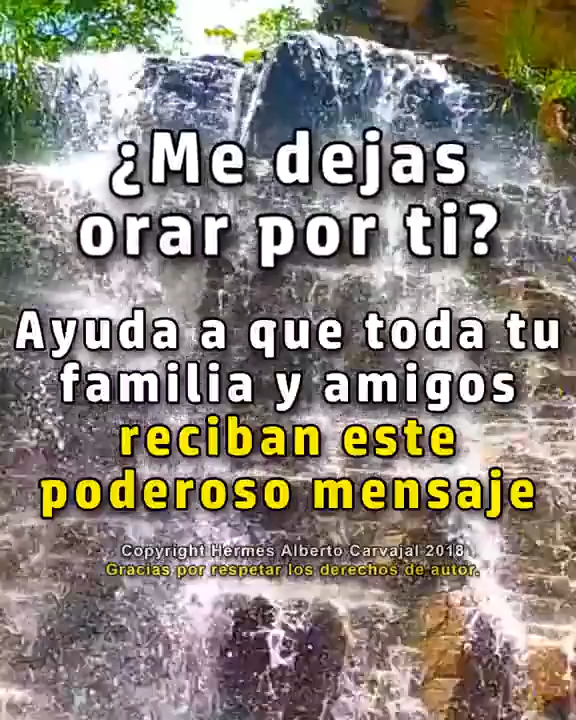 ¿Me dejas
orar por ti?
Ayuda a que toda tu
familia y amigos
reciban este
poderoso mensaje
Copyright Hermes Alberto Carvajal 2018
Gracias por respetar los derechos de autor.